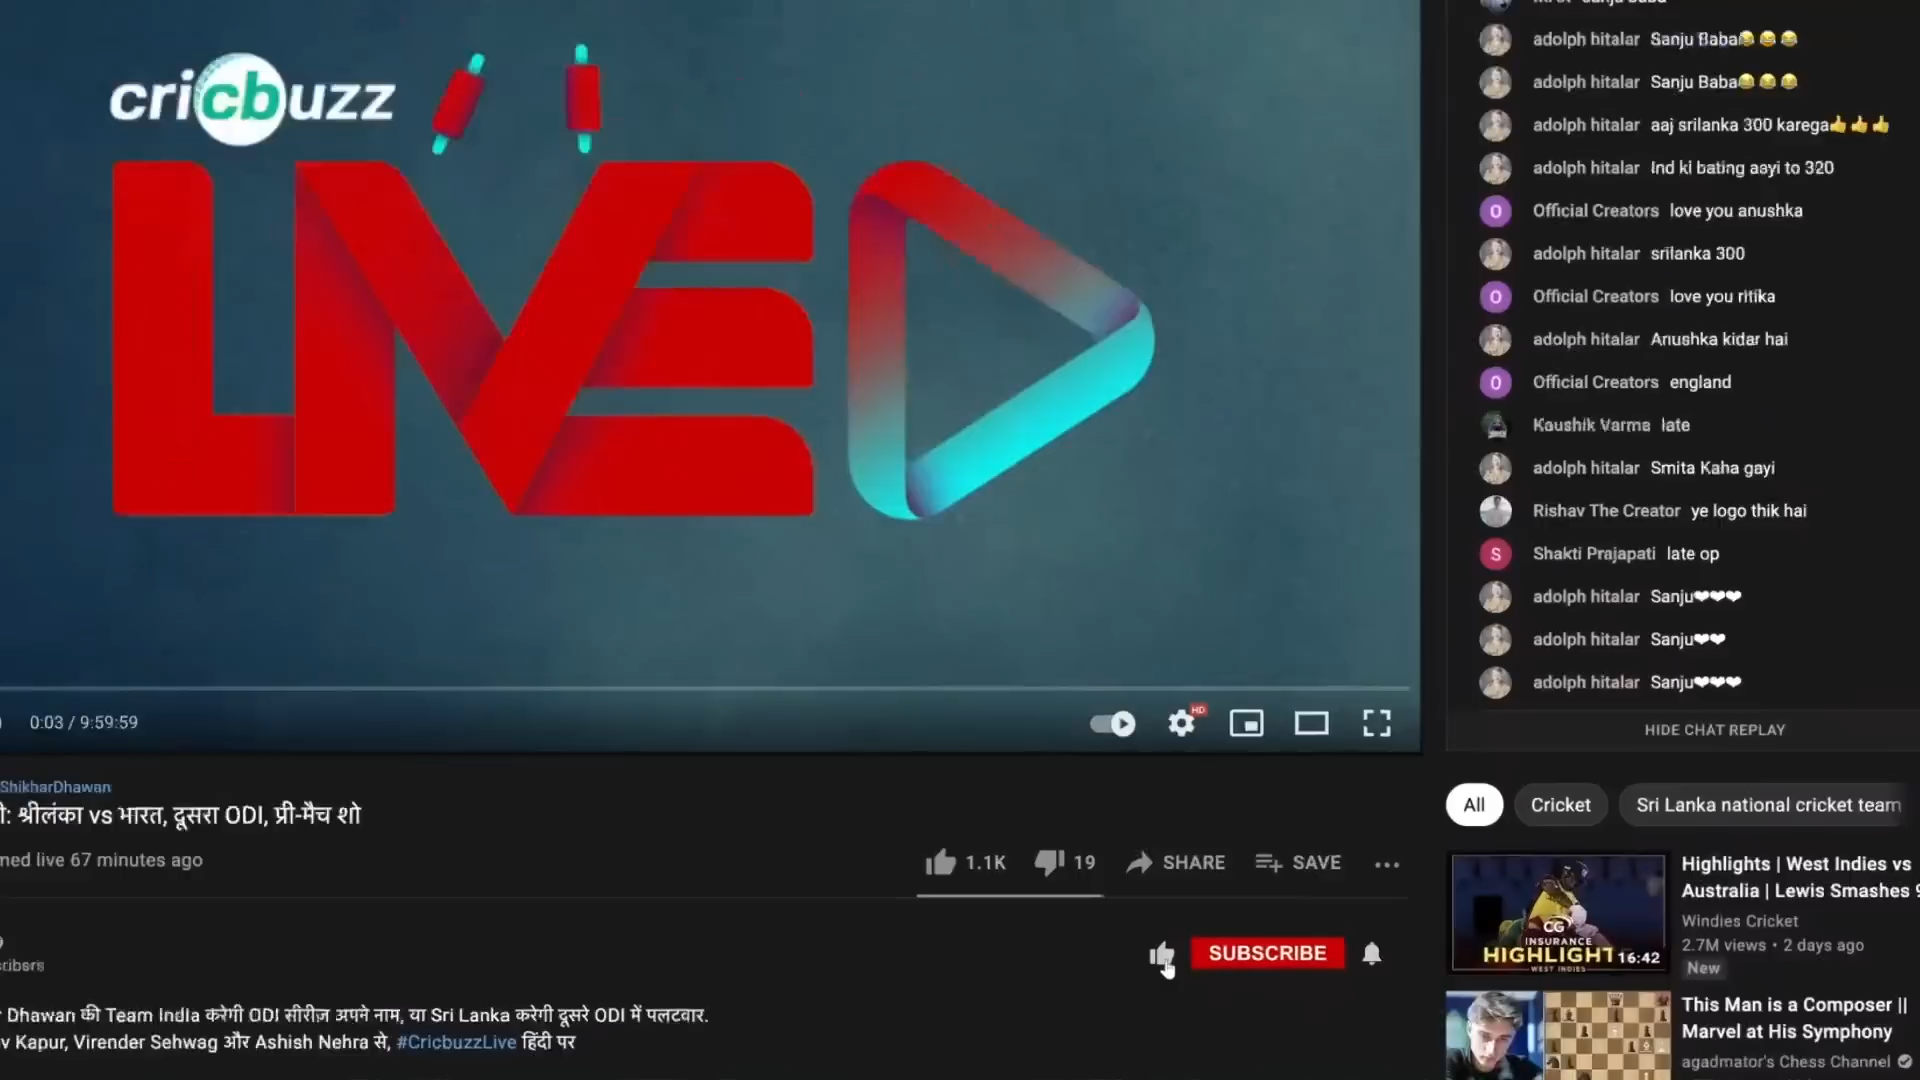 cricbuzz
LIVE
0:03 / 9:59:59
HD
ShikharDhawan
श्रीलंका vs भारत, दूसरा ODI, प्री-मैच शो
live 67 minutes ago
1.1K
19
SHARE
SAVE
SUBSCRIBE
Dhawan की Team India करेगी ODI सीरीज़ अपने नाम, या Sri Lanka करेगी दूसरे ODI में पलटवार.
Kapur, Virender Sehwag और Ashish Nehra से, #CricbuzzLive हिंदी पर
adolph hitalar Sanju Baba😂😂😂
adolph hitalar Sanju Baba😂😂😂
adolph hitalar aaj srilanka 300 karega👍👍👍
adolph hitalar Ind ki bating aayi to 320
O Official Creators love you anushka
adolph hitalar srilanka 300
O Official Creators love you ritika
adolph hitalar Anushka kidar hai
O Official Creators england
Kaushik Varma late
adolph hitalar Smita Kaha gayi
Rishav The Creator ye logo thik hai
S Shakti Prajapati late op
adolph hitalar Sanju❤❤❤
adolph hitalar Sanju❤❤
adolph hitalar Sanju❤❤❤
HIDE CHAT REPLAY
All
Cricket
Sri Lanka national cricket team
CG
INSURANCE
HIGHLIGHT
WEST INDIES
16:42
Highlights | West Indies vs
Australia | Lewis Smashes
Windies Cricket
2.7M views • 2 days ago
New
This Man is a Composer ||
Marvel at His Symphony
agadmator's Chess Channel